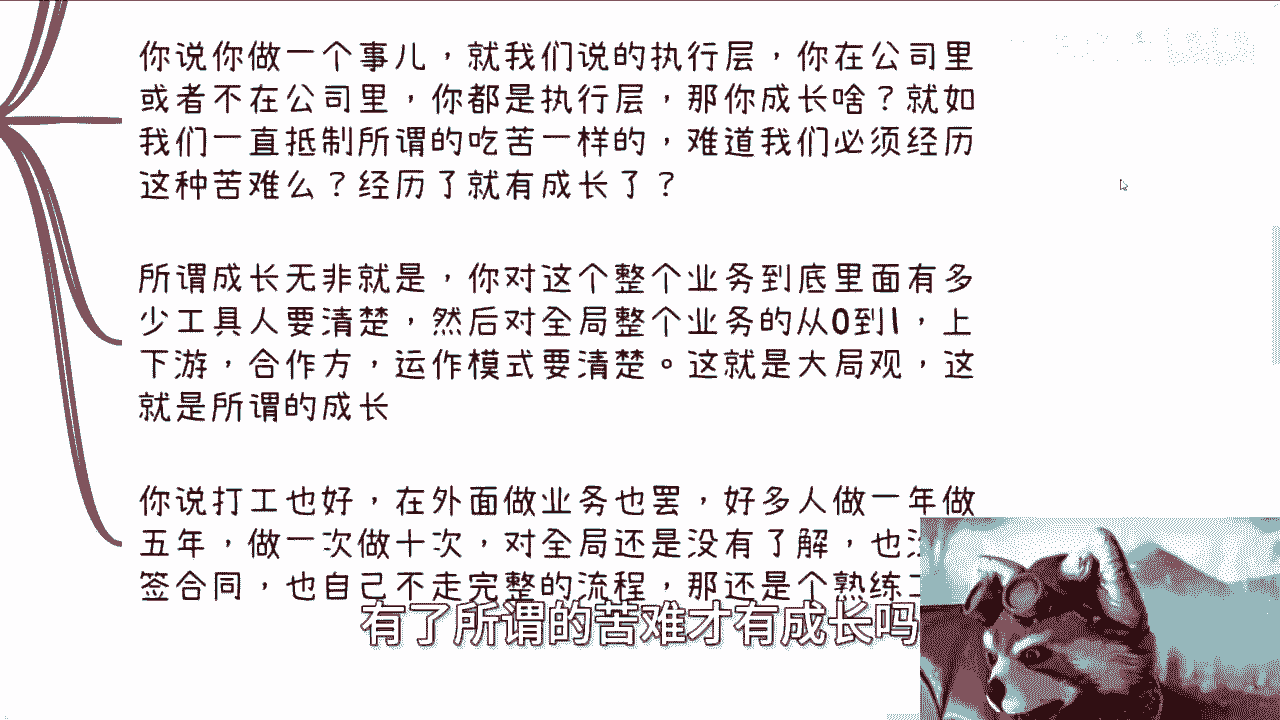 你说你做一个事儿，就我们说的执行层，你在公司里
或者不在公司里，你都是执行层，那你成长啥？就如
我们一直抵制所谓的吃苦一样的，难道我们必须经历
这种苦难么？经历了就有成长了？
所谓成长无非就是，你对这个整个业务到底里面有多
少工具人要清楚，然后对全局整个业务的从0到1，上
下游，合作方，运作模式要清楚。这就是大局观，这
就是所谓的成长
你说打工也好，在外面做业务也罢，好多人做一年做
五年，做一次做十次，对全局还是没有了解，也
签合同，也自己不走完整的流程，那还是个熟练
有了所谓的苦难才有成长吗